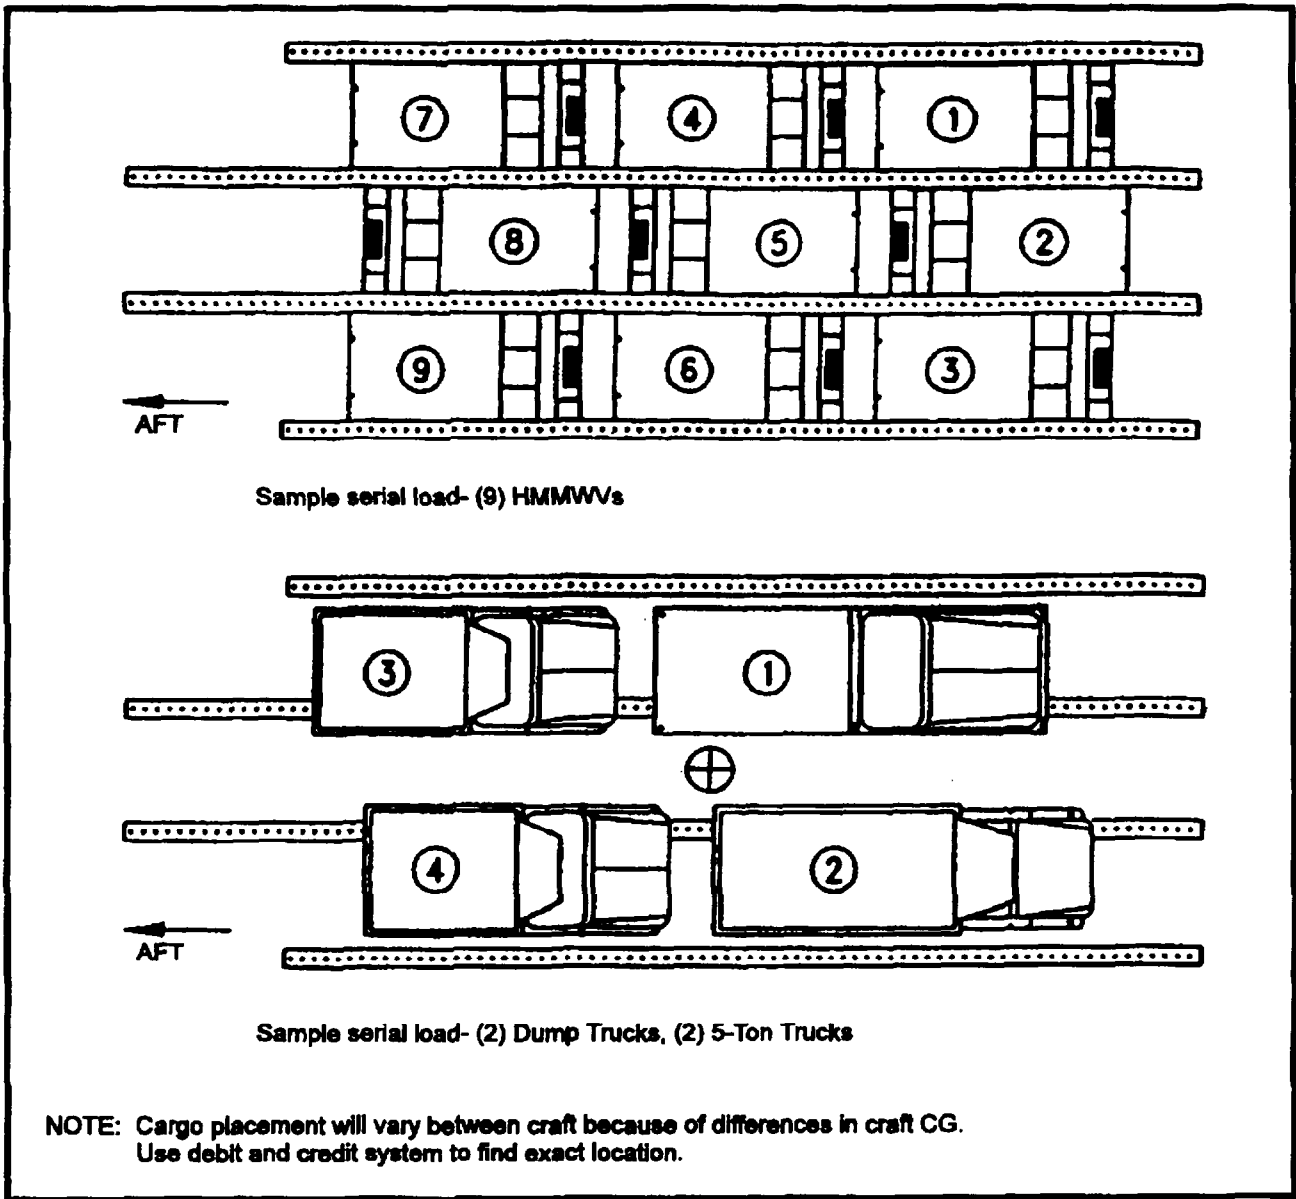 7 4 1
8 5 2
9 6 3
AFT
Sample serial load- (9) HMMWVs
3 1
4 2
AFT
Sample serial load- (2) Dump Trucks, (2) 5-Ton Trucks
NOTE: Cargo placement will vary between craft because of differences in craft CG.
Use debit and credit system to find exact location.